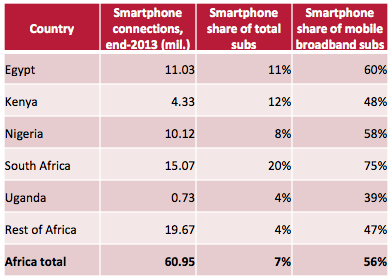 Country Smartphone connections, end-2013 (mil.) Smartphone share of total subs Smartphone share of mobile broadband subs
Egypt 11.03 11% 60%
Kenya 4.33 12% 48%
Nigeria 10.12 8% 58%
South Africa 15.07 20% 75%
Uganda 0.73 4% 39%
Rest of Africa 19.67 4% 47%
Africa total 60.95 7% 56%